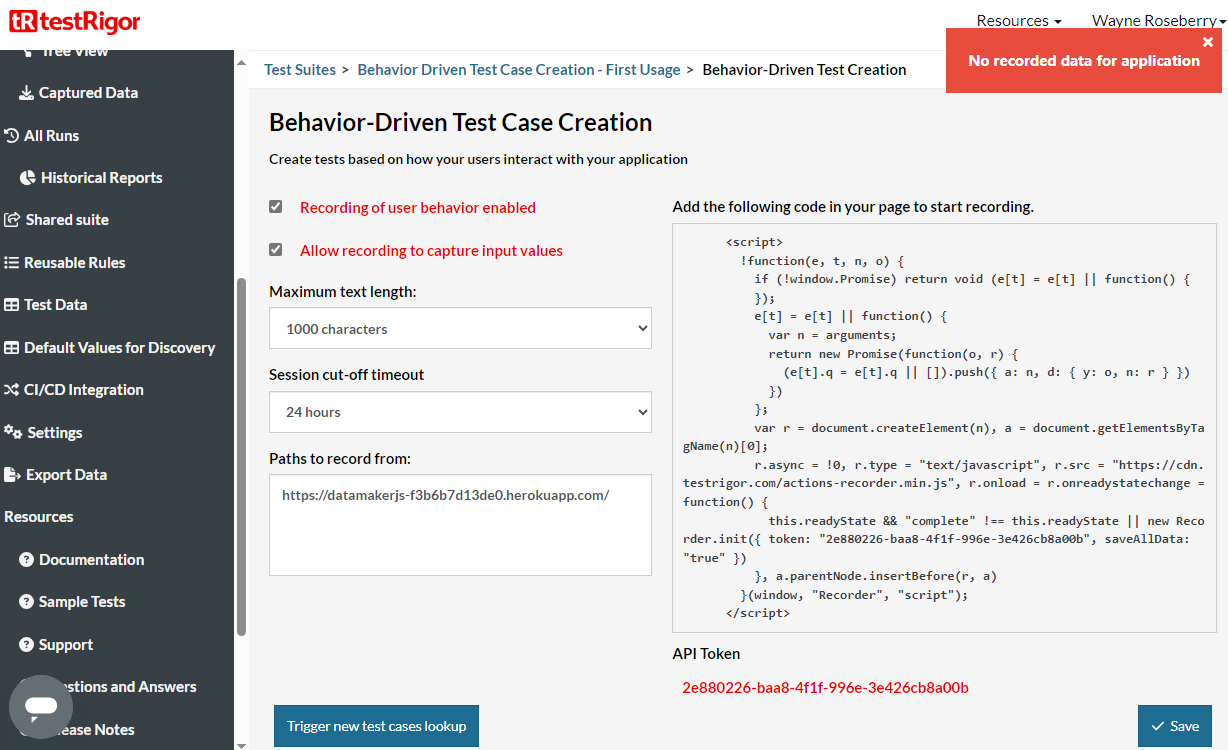 tR testRigor
Resources
Wayne Roseberry
No recorded data for application
Tree View
Captured Data
All Runs
Historical Reports
Shared suite
Reusable Rules
Test Data
Default Values for Discovery
CI/CD Integration
Settings
Export Data
Resources
Documentation
Sample Tests
Support
stions and Answers
ease Notes
Test Suites > Behavior Driven Test Case Creation - First Usage > Behavior-Driven Test Creation
Behavior-Driven Test Case Creation
Create tests based on how your users interact with your application
Recording of user behavior enabled
Allow recording to capture input values
Maximum text length:
1000 characters
Session cut-off timeout
24 hours
Paths to record from:
https://datamakerjs-f3b6b7d13de0.herokuapp.com/
Add the following code in your page to start recording.
<script>
!function(e, t, n, o) {
if (!window.Promise) return void (e[t] = e[t] || function() {
});
e[t] = e[t] || function() {
var n = arguments;
return new Promise(function(o, r) {
(e[t].q = e[t].q || []).push({ a: n, d: { y: o, n: r } })
})
};
var r = document.createElement(n), a = document.getElementsByTa
gName(n)[0];
r.async = !0, r.type = "text/javascript", r.src = "https://cdn.
testrigor.com/actions-recorder.min.js", r.onload = r.onreadystatechange =
function() {
this.readyState && "complete" !== this.readyState || new Reco
rder.init({ token: "2e880226-baa8-4f1f-996e-3e426cb8a00b", saveAllData:
"true" })
}, a.parentNode.insertBefore(r, a)
}(window, "Recorder", "script");
</script>
API Token
2e880226-baa8-4f1f-996e-3e426cb8a00b
Trigger new test cases lookup
Save